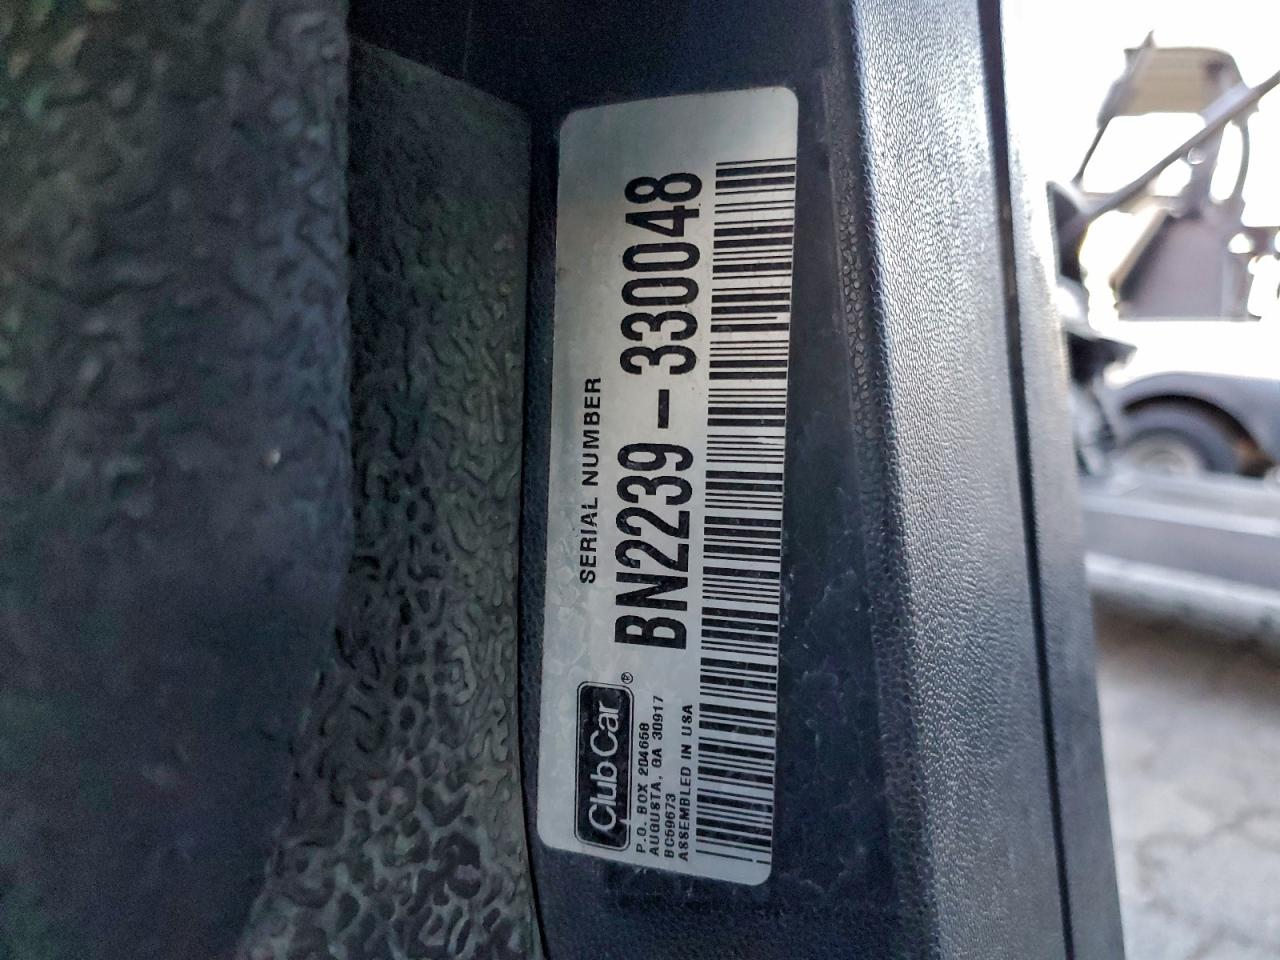 SERIAL NUMBER
BN2239-330048
Club Car®
P.O. BOX 204658
AUGUSTA, GA 30917
BC59673
ASSEMBLED IN USA